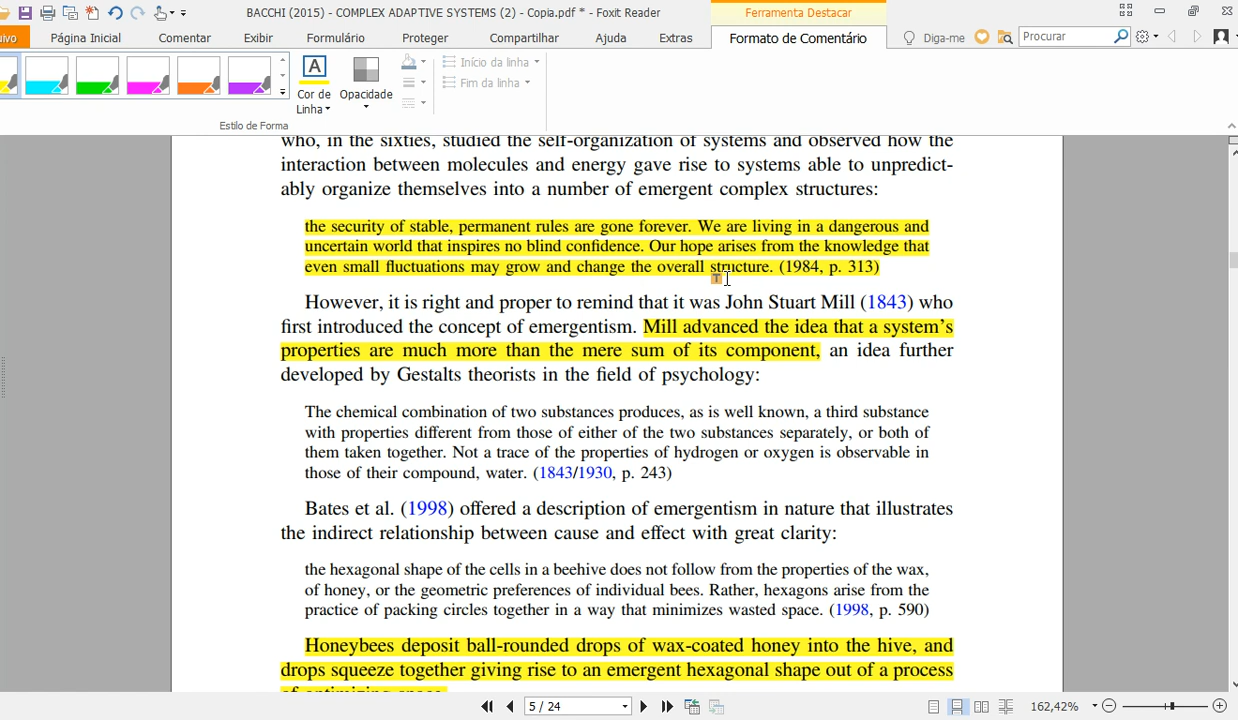 BACCHI (2015) - COMPLEX ADAPTIVE SYSTEMS (2) - Copia.pdf * - Foxit Reader
Ferramenta Destacar
ivo Página Inicial Comentar Exibir Formulário Proteger Compartilhar Ajuda Extras Formato de Comentário Diga-me Procurar
Início da linha
Fim da linha
Cor de Linha
Opacidade
Estilo de Forma
who, in the sixties, studied the self-organization of systems and observed how the
interaction between molecules and energy gave rise to systems able to unpredict-
ably organize themselves into a number of emergent complex structures:
the security of stable, permanent rules are gone forever. We are living in a dangerous and
uncertain world that inspires no blind confidence. Our hope arises from the knowledge that
even small fluctuations may grow and change the overall structure. (1984, p. 313)
However, it is right and proper to remind that it was John Stuart Mill (1843) who
first introduced the concept of emergentism. Mill advanced the idea that a system's
properties are much more than the mere sum of its component, an idea further
developed by Gestalts theorists in the field of psychology:
The chemical combination of two substances produces, as is well known, a third substance
with properties different from those of either of the two substances separately, or both of
them taken together. Not a trace of the properties of hydrogen or oxygen is observable in
those of their compound, water. (1843/1930, p. 243)
Bates et al. (1998) offered a description of emergentism in nature that illustrates
the indirect relationship between cause and effect with great clarity:
the hexagonal shape of the cells in a beehive does not follow from the properties of the wax,
of honey, or the geometric preferences of individual bees. Rather, hexagons arise from the
practice of packing circles together in a way that minimizes wasted space. (1998, p. 590)
Honeybees deposit ball-rounded drops of wax-coated honey into the hive, and
drops squeeze together giving rise to an emergent hexagonal shape out of a process
of optimizing space.
5 / 24
162,42%